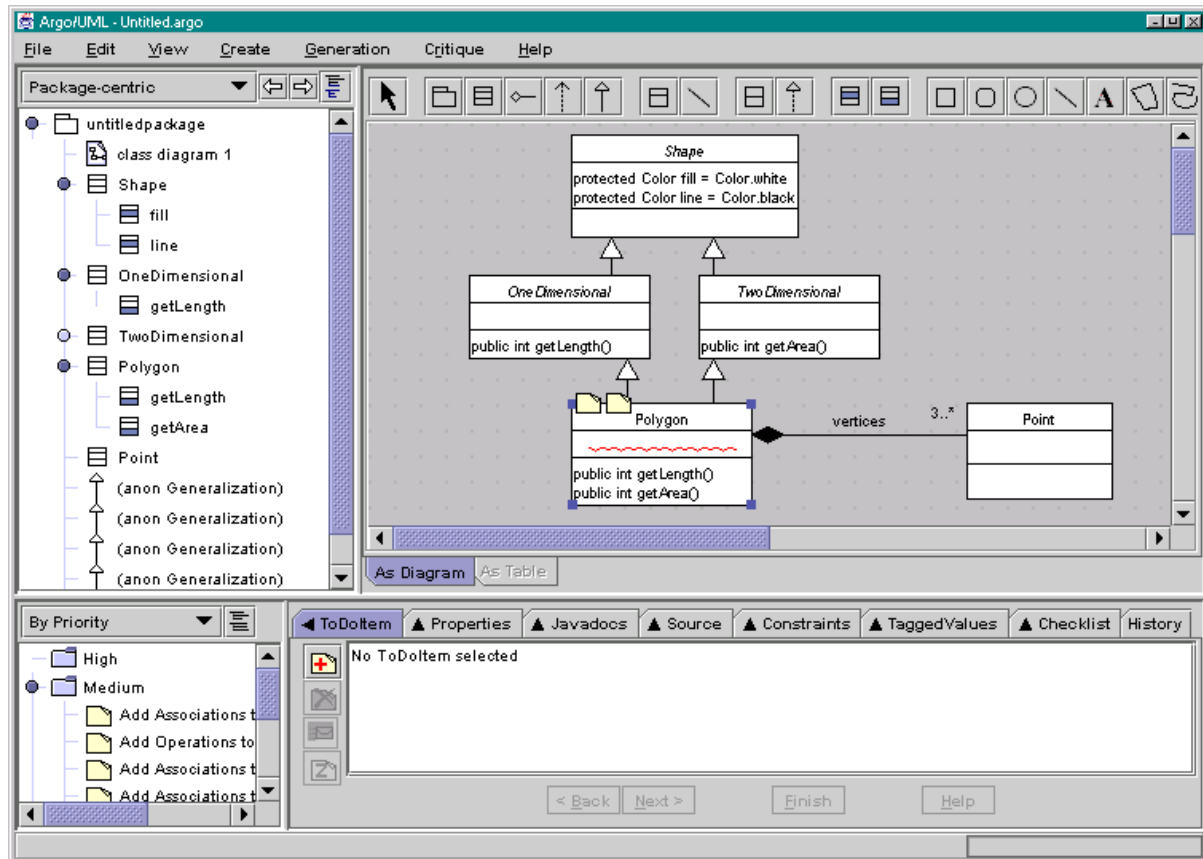 Argo/UML - Untitled.argo
File Edit View Create Generation Critique Help
Package-centric
untitledpackage
class diagram 1
Shape
fill
line
OneDimensional
getLength
TwoDimensional
Polygon
getLength
getArea
Point
(anon Generalization)
(anon Generalization)
(anon Generalization)
(anon Generalization)
A
Shape
protected Color fill = Color.white
protected Color line = Color.black
OneDimensional
public int getLength()
TwoDimensional
public int getArea()
Polygon
public int getLength()
public int getArea()
vertices 3..*
Point
As Diagram As Table
By Priority
High
Medium
Add Associations t
Add Operations to
Add Associations t
Add Associations t
ToDoItem Properties Javadocs Source Constraints TaggedValues Checklist History
No ToDoItem selected
< Back Next > Finish Help